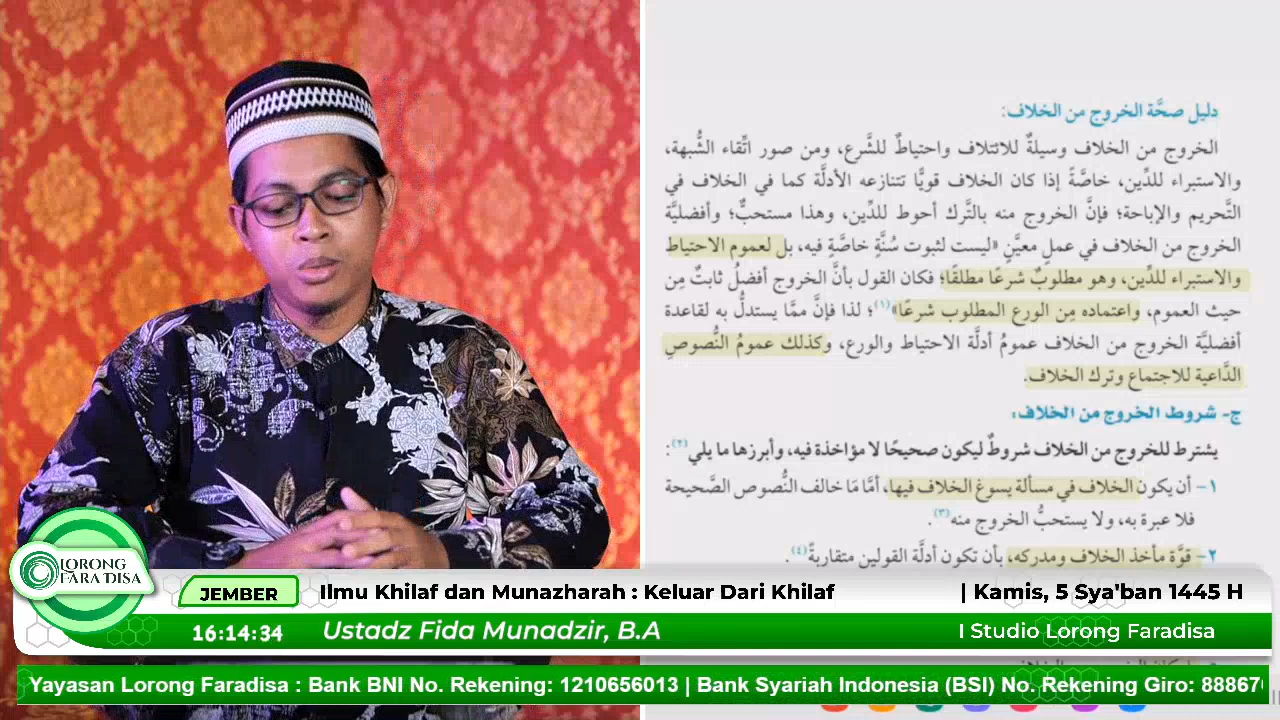 دليل صحَّة الخروج من الخلاف:
الخروج من الخلاف وسيلةٌ للائتلاف واحتياطٌ للشَّرع، ومن صور اتِّقاء الشُّبهة،
والاستبراء للدِّين، خاصَّةً إذا كان الخلاف قويًّا تتنازعه الأدلَّة كما في الخلاف في
التَّحريم والإباحة؛ فإنَّ الخروج منه بالتَّرك أحوط للدِّين، وهذا مستحبٌّ؛ وأفضليَّة
الخروج من الخلاف في عملٍ معيَّنٍ «ليست لثبوت سُنَّةٍ خاصَّةٍ فيه، بل لعموم الاحتياط
والاستبراء للدِّين، وهو مطلوبٌ شرعًا مطلقًا؛ فكان القول بأنَّ الخروج أفضلُ ثابتٌ مِن
حيث العموم، واعتماده مِن الورع المطلوب شرعًا»(١)؛ لذا فإنَّ ممَّا يستدلُّ به لقاعدة
أفضليَّة الخروج من الخلاف عمومُ أدلَّة الاحتياط والورع، وكذلك عمومُ النُّصوصِ
الدَّاعية للاجتماع وترك الخلاف.
ج- شروط الخروج من الخلاف:
يشترط للخروج من الخلاف شروطٌ ليكون صحيحًا لا مؤاخذة فيه، وأبرزها ما يلي(٢):
١- أن يكون الخلاف في مسألة يسوغ الخلاف فيها، أمَّا مَا خالف النُّصوص الصَّحيحة
فلا عبرة به، ولا يستحبُّ الخروج منه(٣).
٢- قوَّة مأخذ الخلاف ومدركه، بأن تكون أدلَّة القولين متقاربةٌ(٤).
LORONG
FARADISA
JEMBER
Ilmu Khilaf dan Munazharah : Keluar Dari Khilaf
| Kamis, 5 Sya'ban 1445 H
16:14:34
Ustadz Fida Munadzir, B.A
I Studio Lorong Faradisa
Yayasan Lorong Faradisa : Bank BNI No. Rekening: 1210656013 | Bank Syariah Indonesia (BSI) No. Rekening Giro: 88867